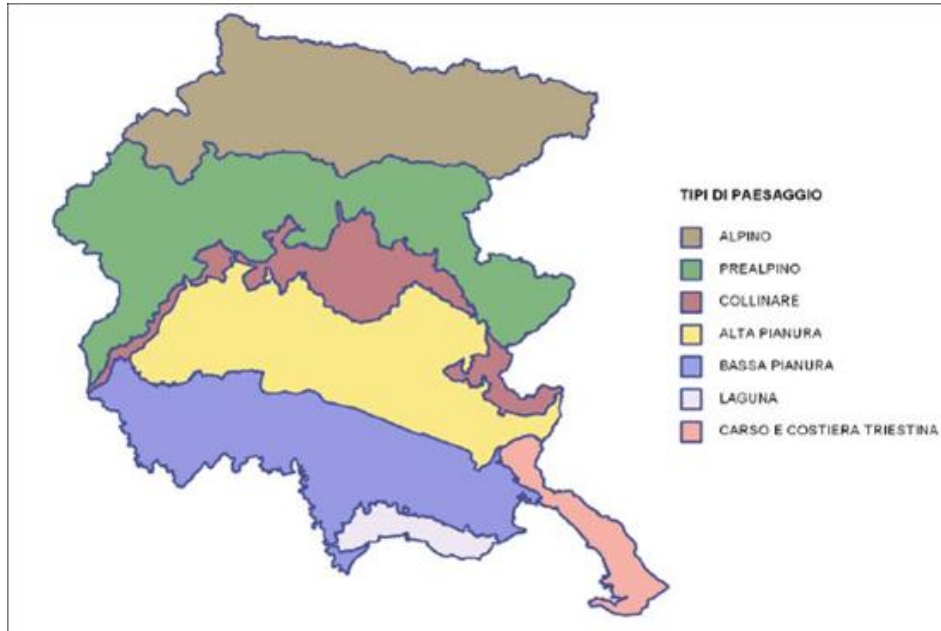 TIPI DI PAESAGGIO
ALPINO
PREALPINO
COLLINARE
ALTA PIANURA
BASSA PIANURA
LAGUNA
CARSO E COSTIERA TRIESTINA